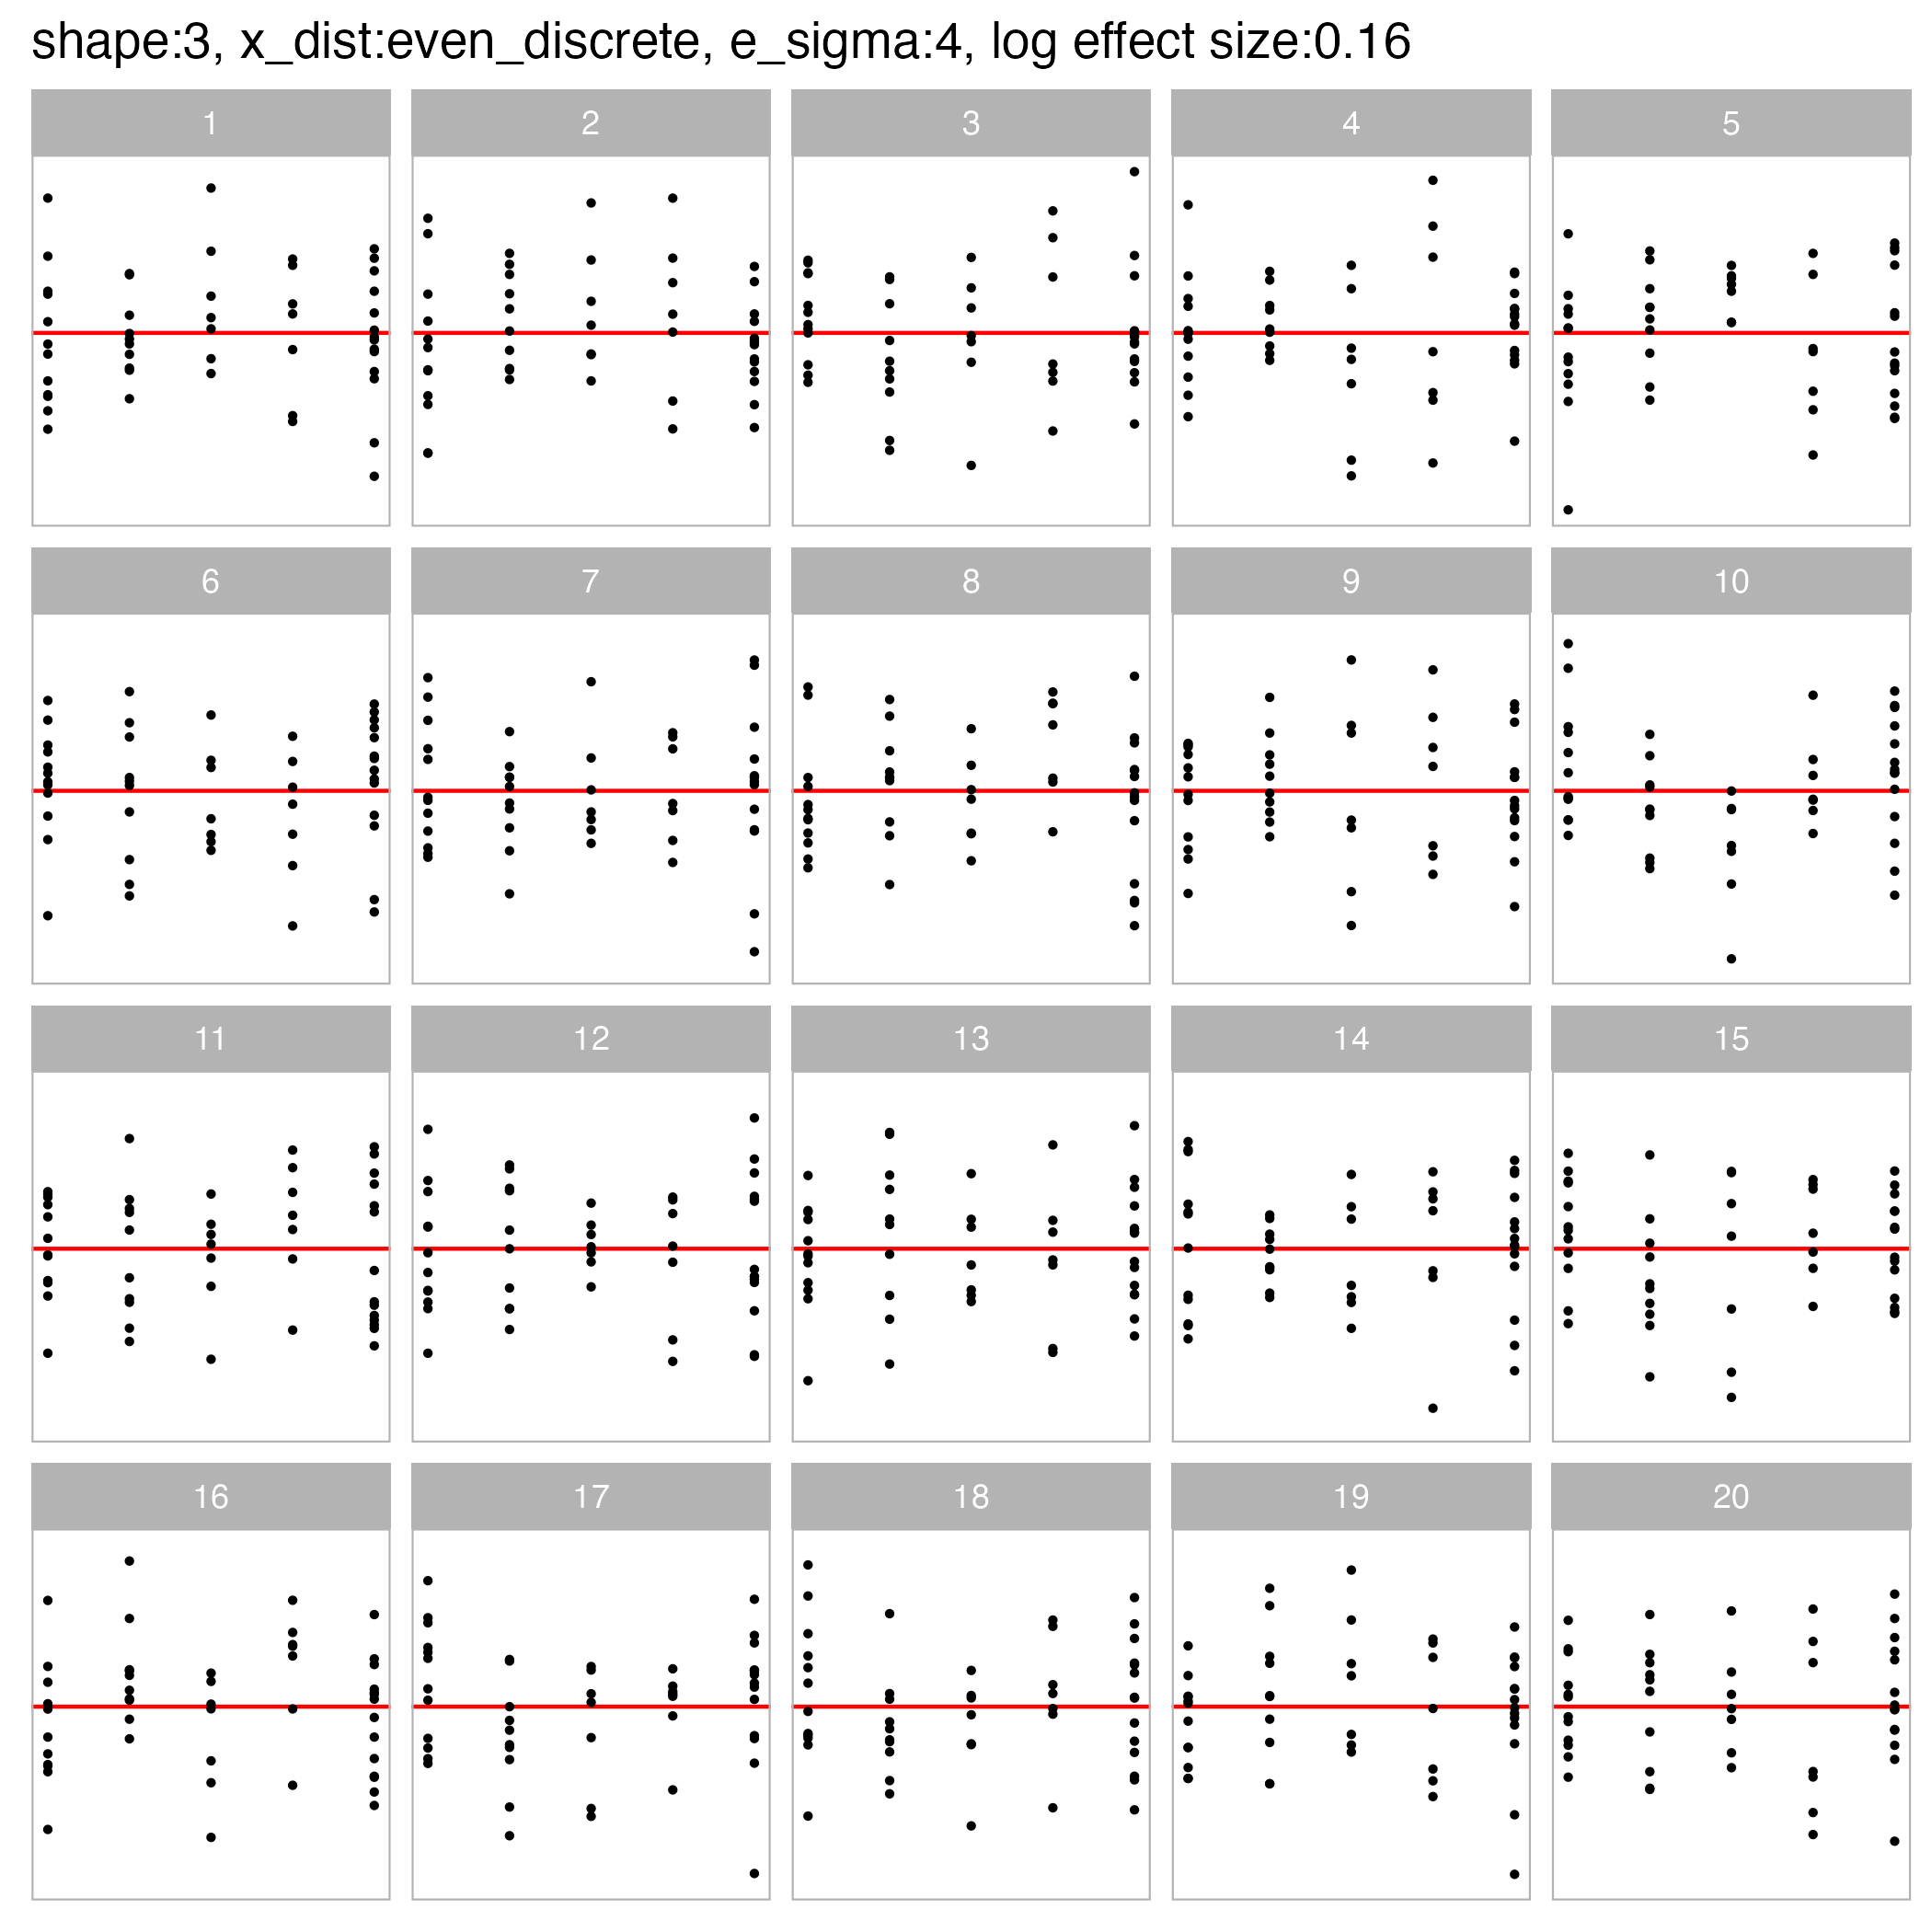 shape:3, x_dist:even_discrete, e_sigma:4, log effect size:0.16
1 2 3 4 5
6 7 8 9 10
11 12 13 14 15
16 17 18 19 20